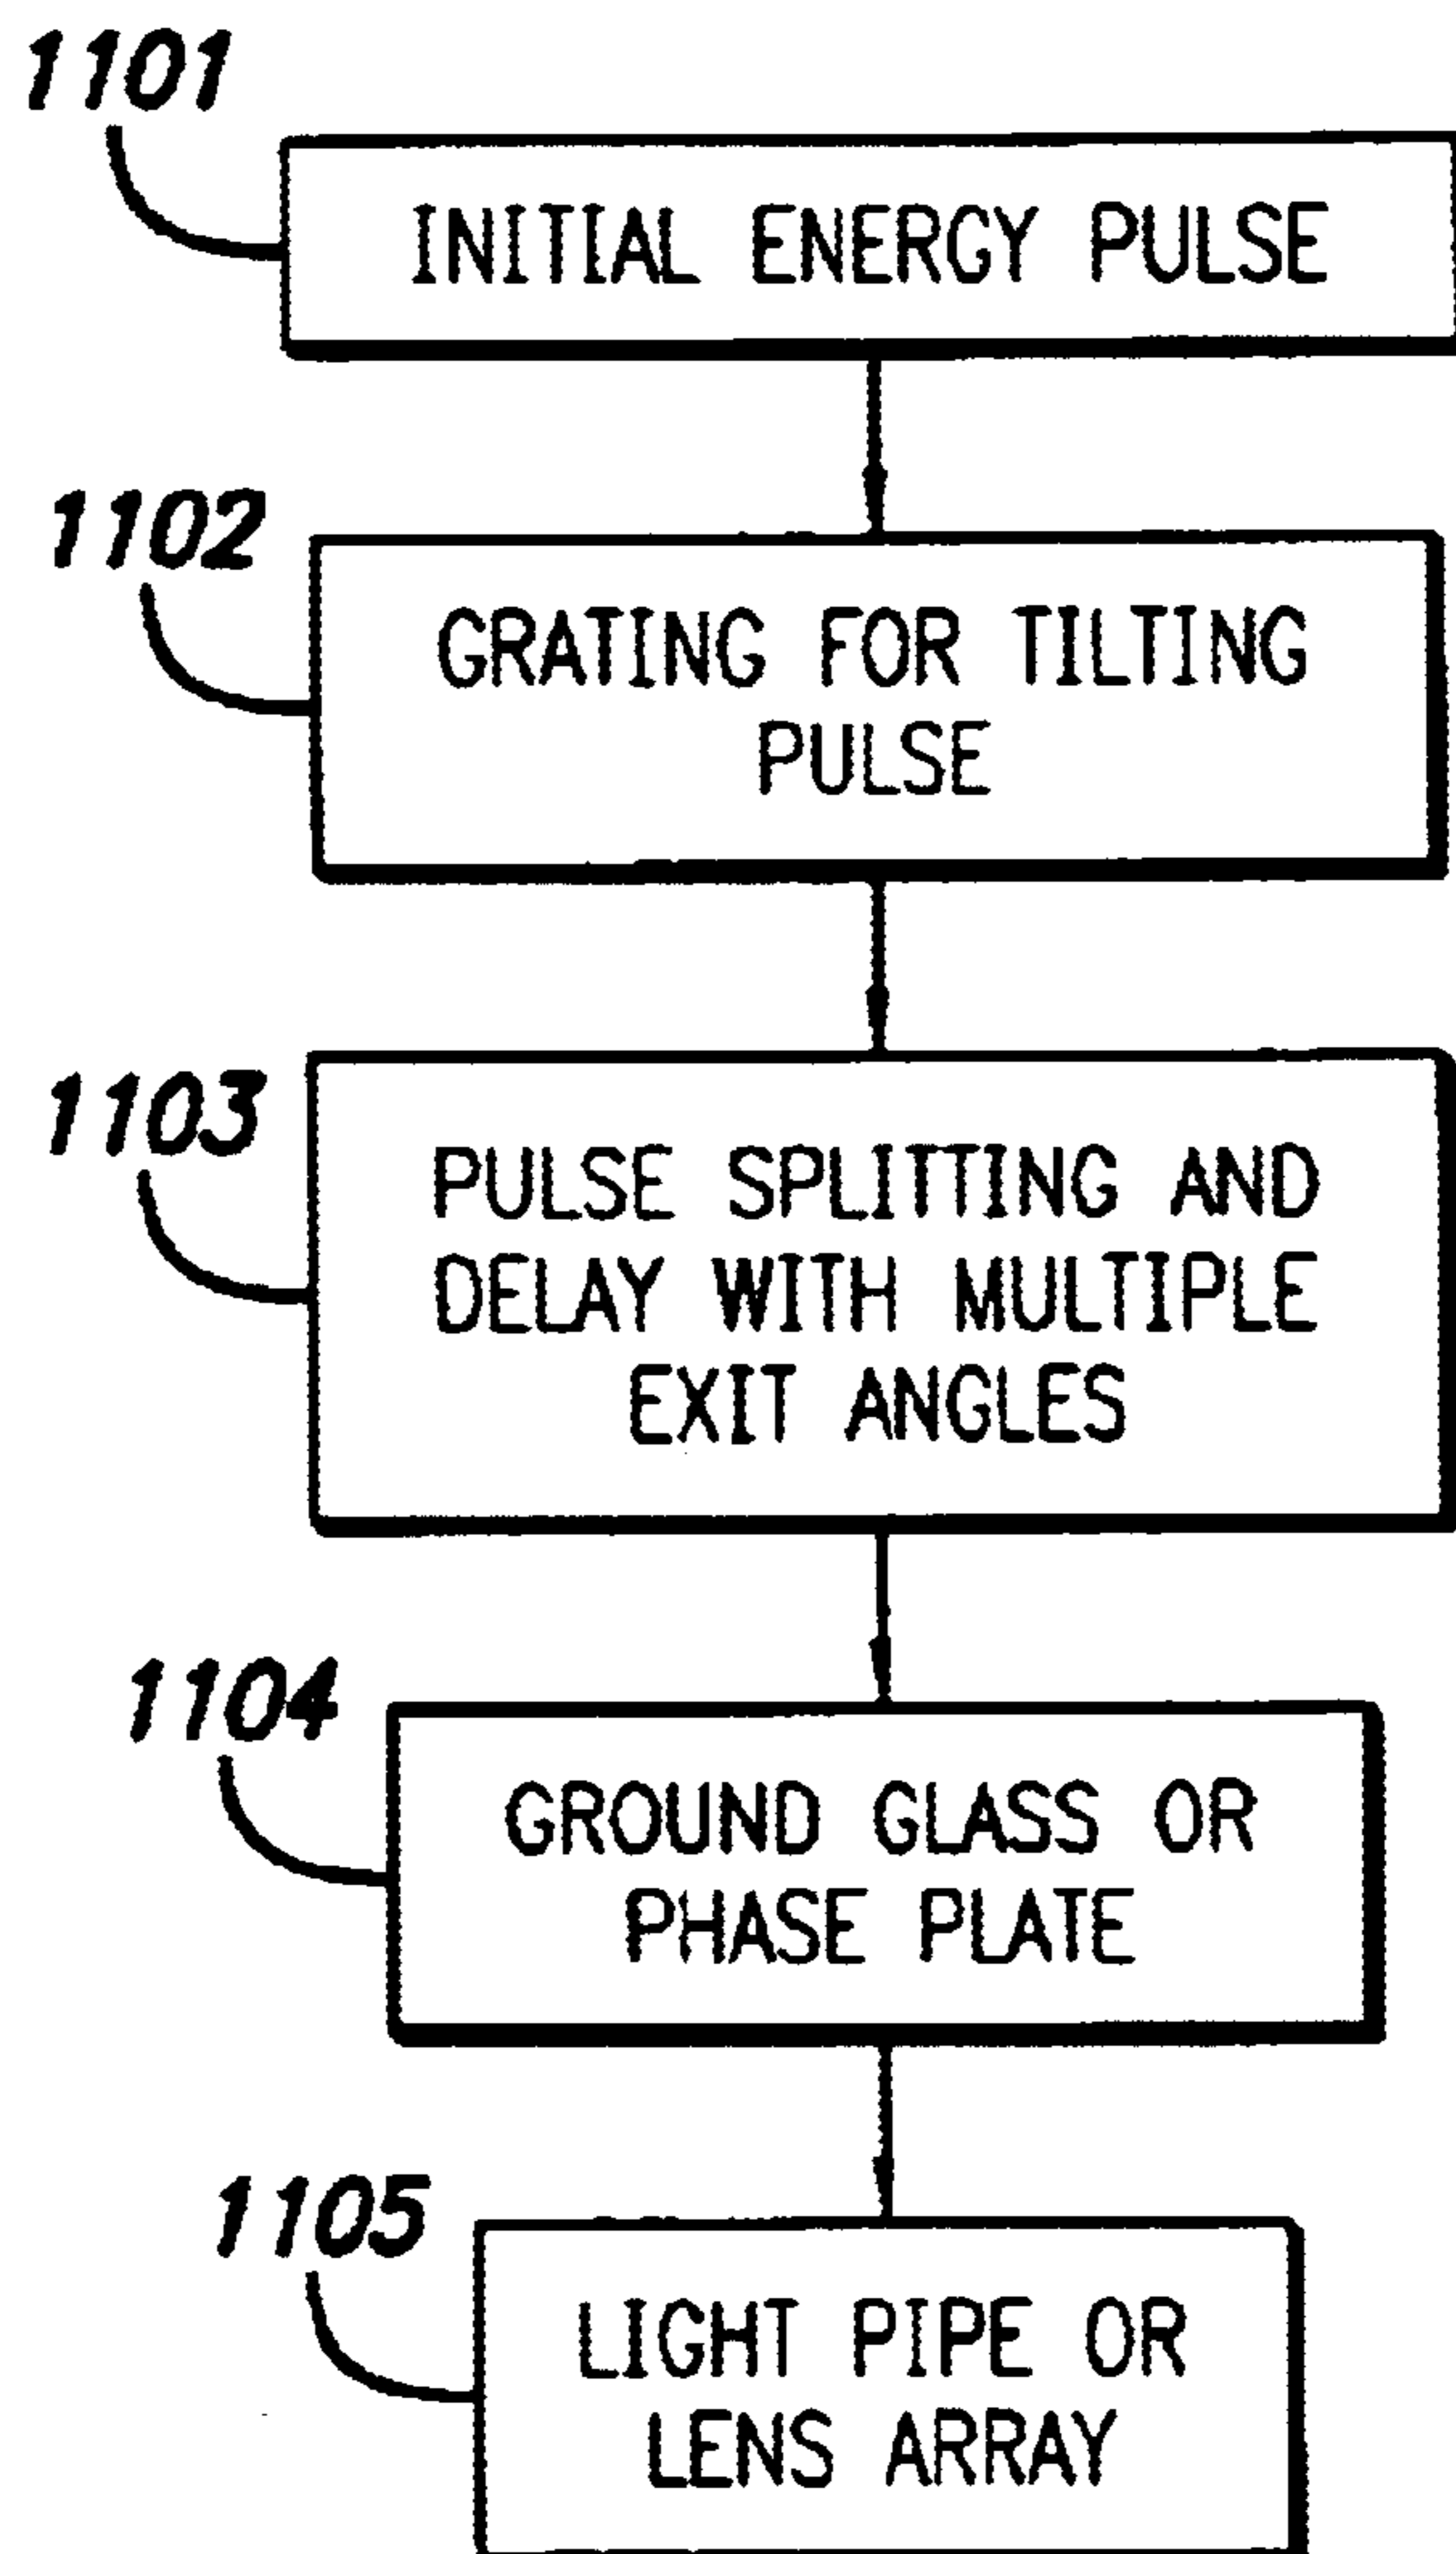 1101
INITIAL ENERGY PULSE
1102
GRATING FOR TILTING
PULSE
1103
PULSE SPLITTING AND
DELAY WITH MULTIPLE
EXIT ANGLES
1104
GROUND GLASS OR
PHASE PLATE
1105
LIGHT PIPE OR
LENS ARRAY